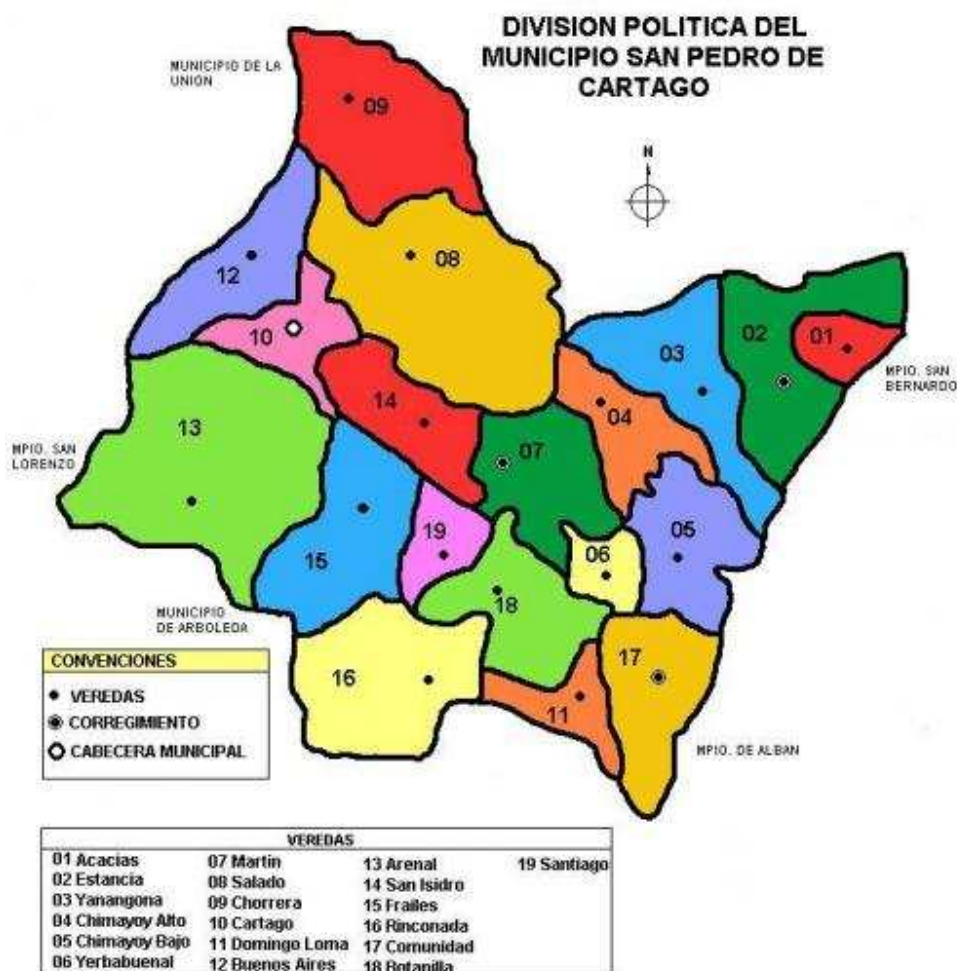 DIVISION POLITICA DEL
MUNICIPIO SAN PEDRO DE
CARTAGO
MUNICIPIO DE LA
UNION
09
N
12
08
10
02
01
03
MPIO. SAN
BERNARDO
14
04
13
07
MPIO. SAN
LORENZO
19
05
15
06
18
MUNICIPIO
DE ARBOLEDA
17
16
11
MPIO. DE ALBAN
CONVENCIONES
VEREDAS
CORREGIMIENTO
CABECERA MUNICIPAL
VEREDAS
01 Acacias
02 Estancia
03 Yanangona
04 Chimayoy Alto
05 Chimayoy Bajo
06 Yerbabuenal
07 Martin
08 Salado
09 Chorrera
10 Cartago
11 Domingo Loma
12 Buenos Aires
13 Arenal
14 San Isidro
15 Frailes
16 Rinconada
17 Comunidad
18 Botanilla
19 Santiago